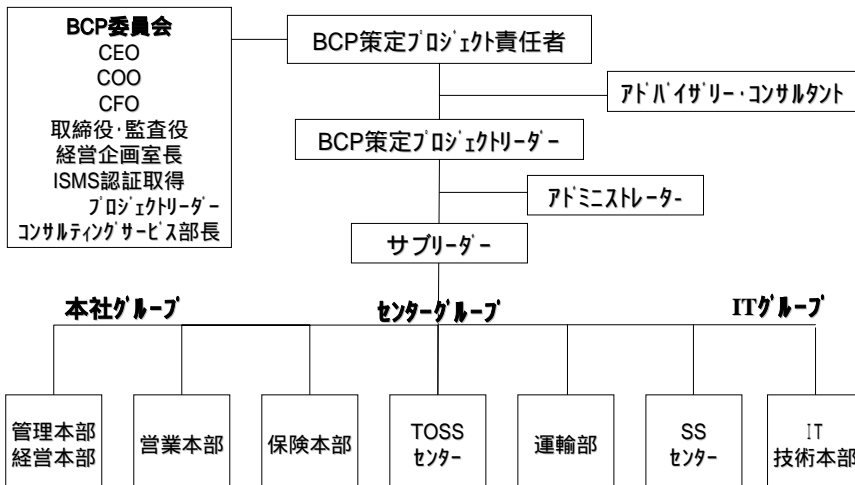 BCP委員会
CEO
COO
CFO
取締役･監査役
経営企画室長
ISMS認証取得
ﾌﾟﾛｼﾞｪｸﾄﾘｰﾀﾞｰ
ｺﾝｻﾙﾃｨﾝｸﾞｻｰﾋﾞｽ部長
BCP策定ﾌﾟﾛｼﾞｪｸﾄ責任者
ｱﾄﾞﾊﾞｲｻﾞﾘｰ･ｺﾝｻﾙﾀﾝﾄ
BCP策定ﾌﾟﾛｼﾞｪｸﾄﾘｰﾀﾞｰ
ｱﾄﾞﾐﾆｽﾄﾚｰﾀｰ
サブリーダー
本社ｸﾞﾙｰﾌﾟ
ｾﾝﾀｰｸﾞﾙｰﾌﾟ
ITｸﾞﾙｰﾌﾟ
管理本部
経営本部
営業本部
保険本部
TOSS
ｾﾝﾀｰ
運輸部
SS
ｾﾝﾀｰ
IT
技術本部